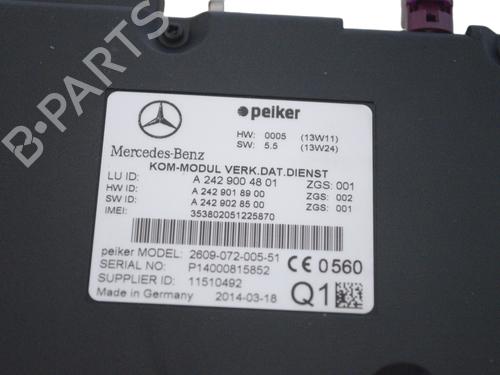 B-PARTS
peiker
HW: 0005 (13W11)
SW: 5.5 (13W24)
Mercedes-Benz
KOM-MODUL VERK.DAT.DIENST
LU ID: A 242 900 48 01 ZGS: 001
HW ID: A 242 901 89 00 ZGS: 002
SW ID: A 242 902 85 00 ZGS: 001
IMEI: 353802051225870
peiker MODEL: 2609-072-005-51
SERIAL NO: P14000815852 CE 0560
SUPPLIER ID: 11510492
Made in Germany 2014-03-18 Q1